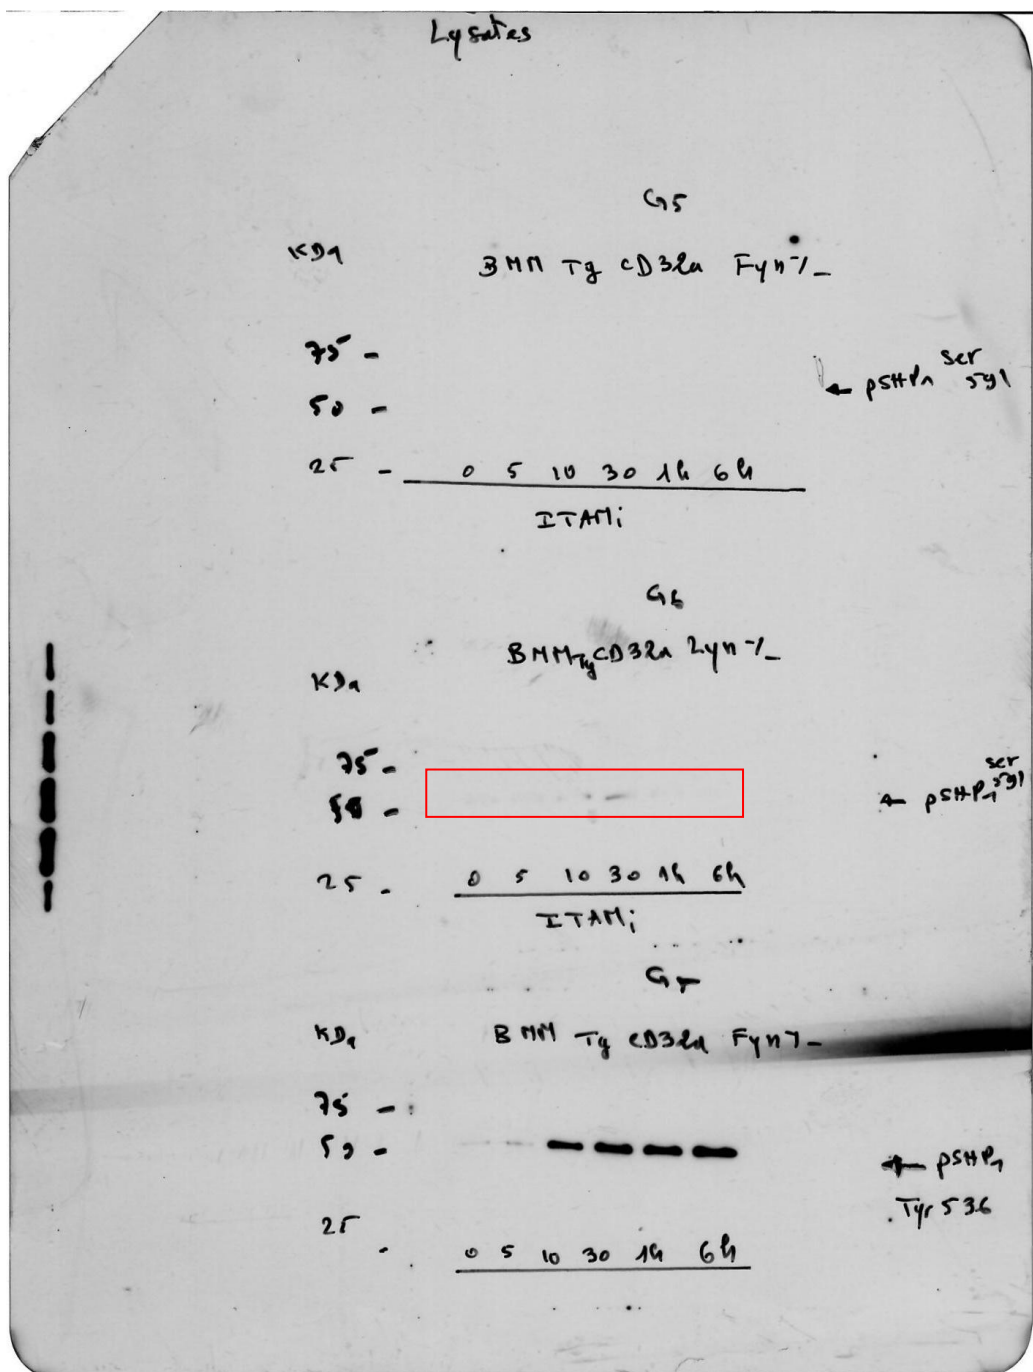 Lysates
G5
KDa
BMM Tg CD32a Fyn-/-
75 -
← pSHP1 ser 591
50 -
25 -
0 5 10 30 1h 6h
ITAMi
G6
BMM Tg CD32a Lyn-/-
KDa
75 -
← pSHP1 ser 591
50 -
25 -
0 5 10 30 1h 6h
ITAMi
KDa
BMM Tg CD32a Fyn-/-
75 -
50 -
← pSHP1
Tyr 536
25 -
0 5 10 30 1h 6h